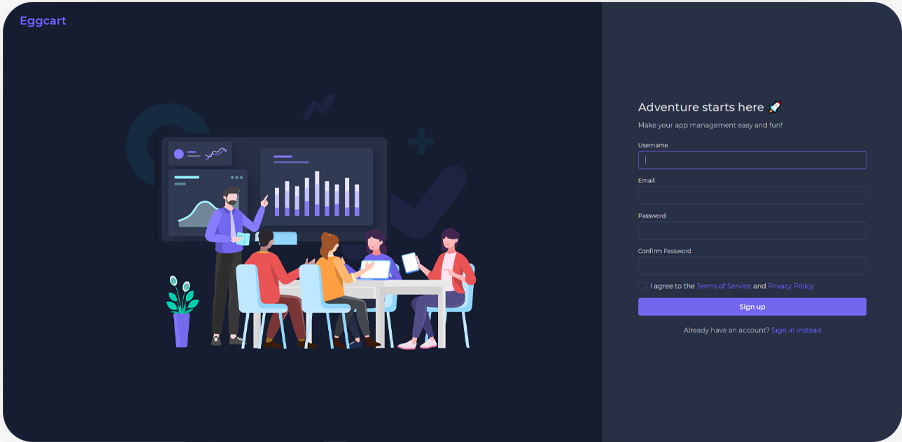 Eggcart
Adventure starts here 🚀
Make your app management easy and fun!
Username
Email
Password
Confirm Password
I agree to the Terms of Service and Privacy Policy
Sign up
Already have an account? Sign in instead